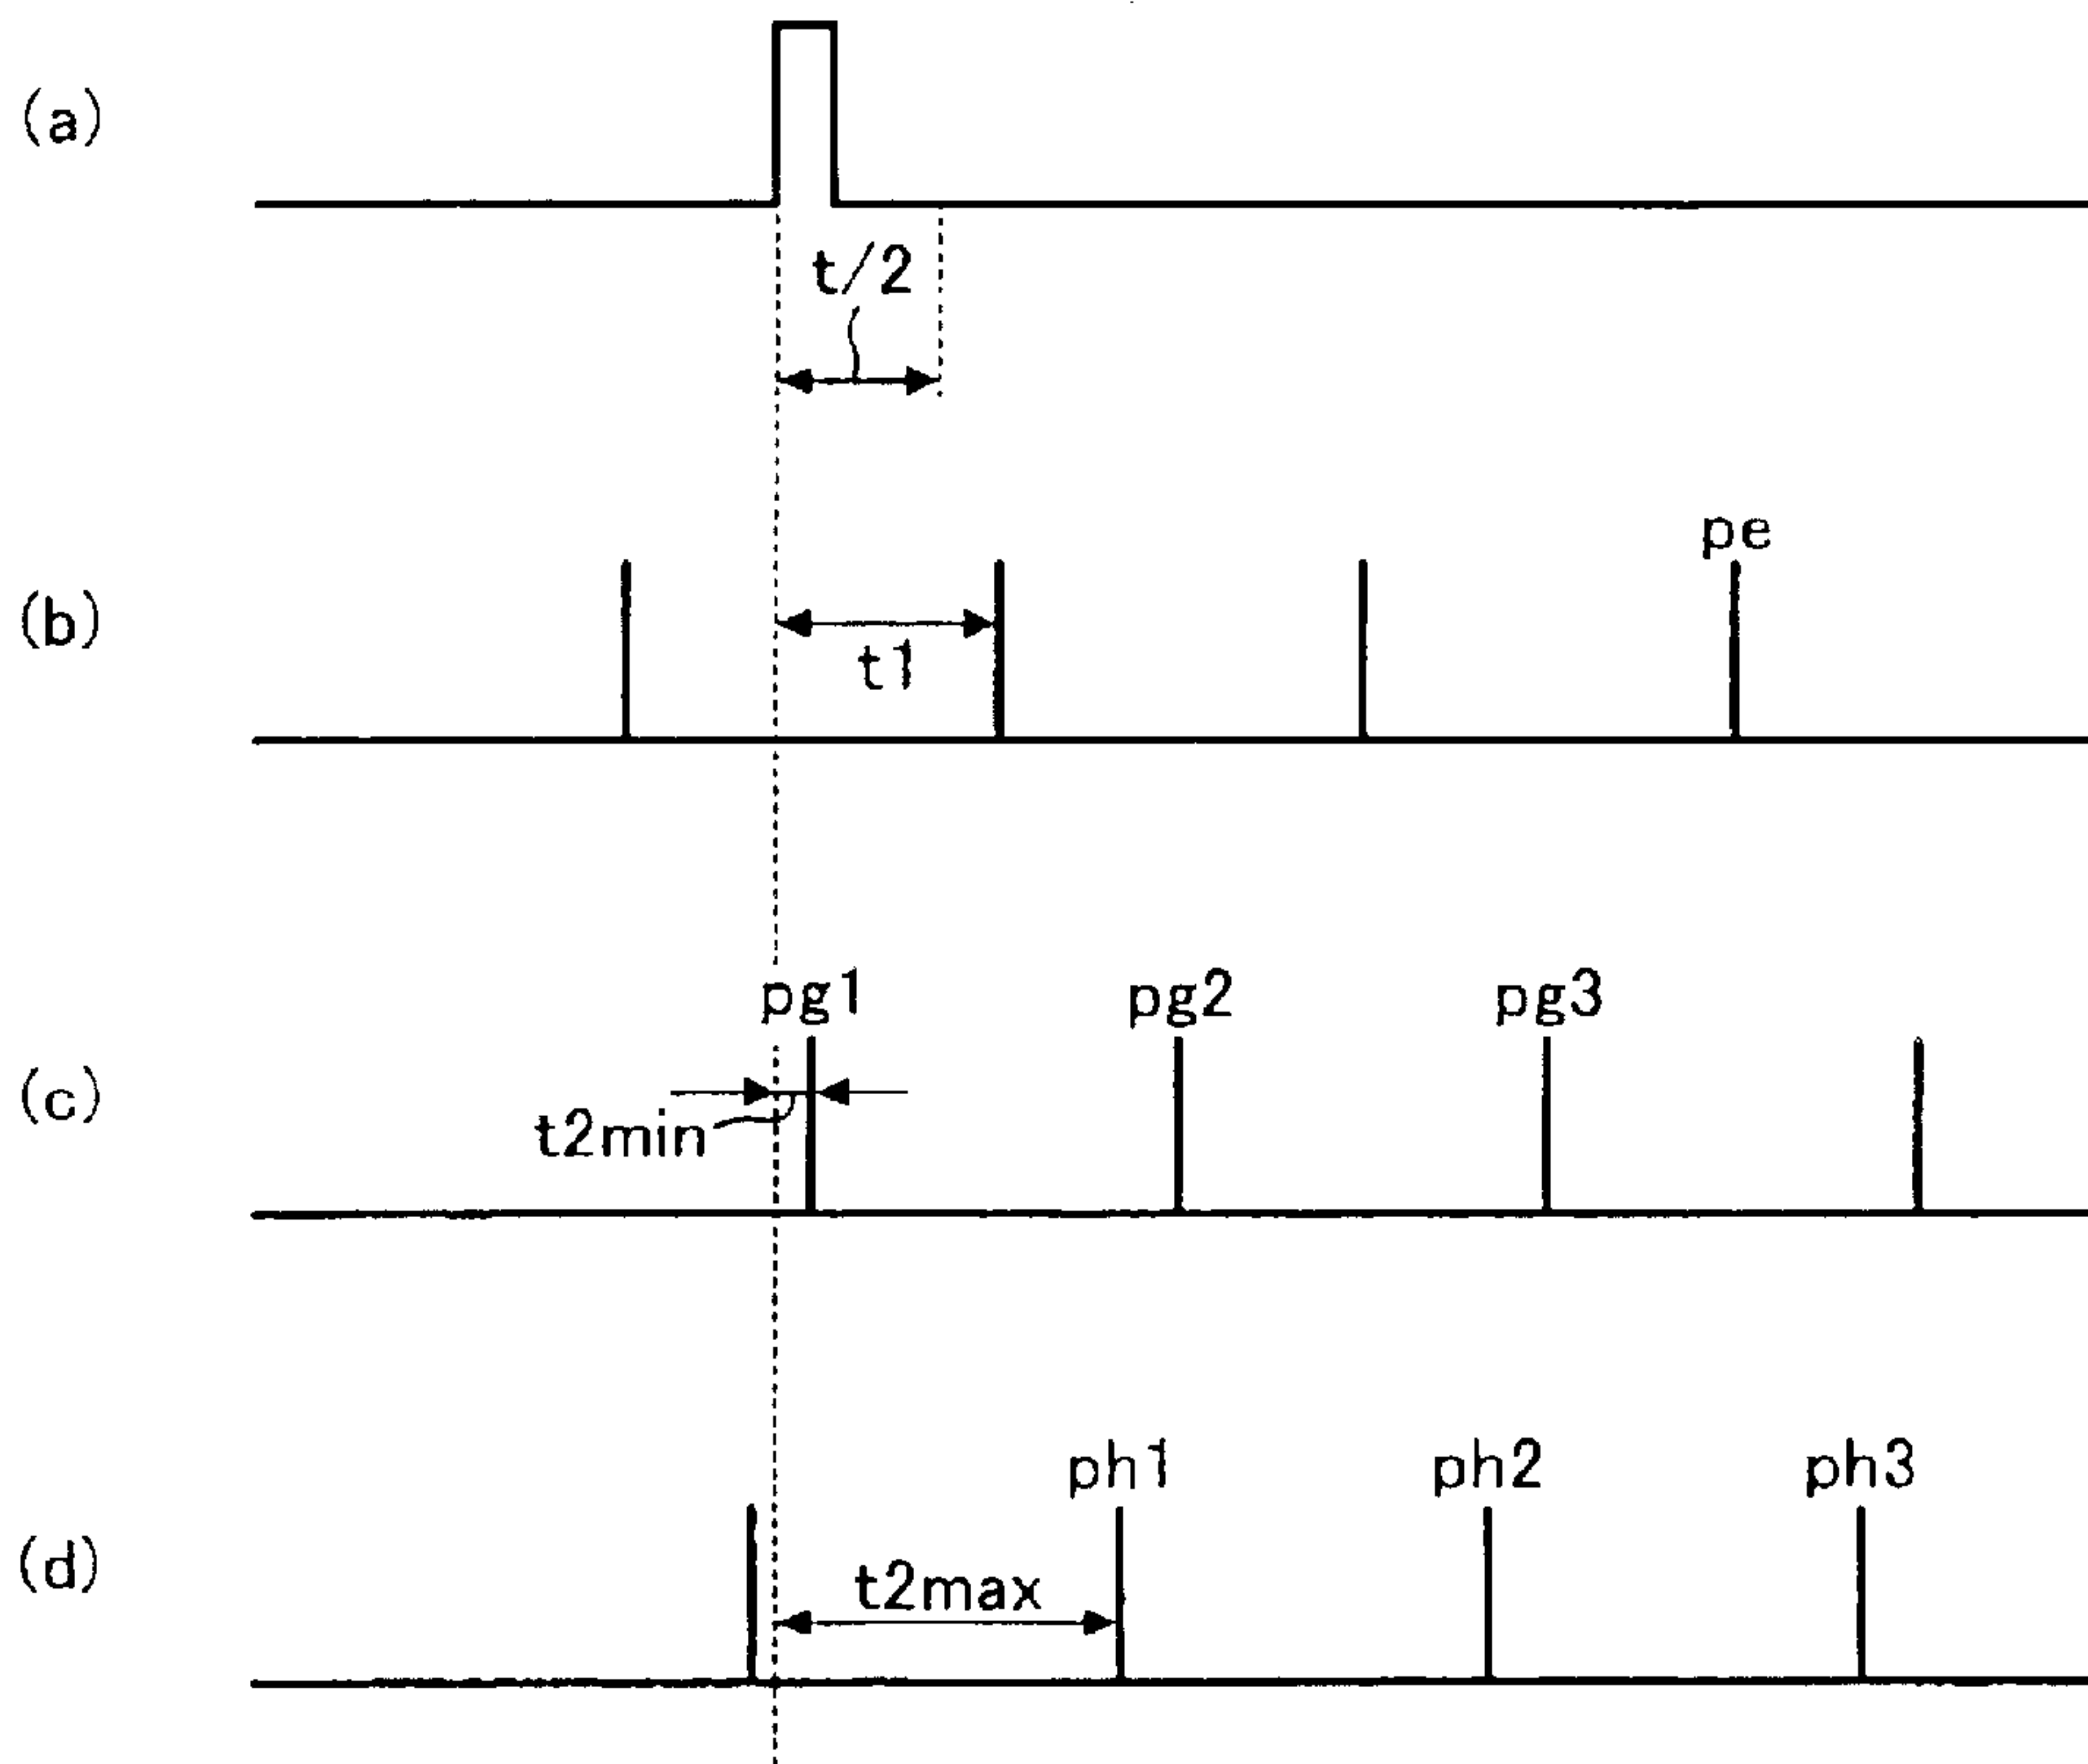 (a)
t/2
pe
(b)
t1
pg1 pg2 pg3
(c)
t2min
ph1 ph2 ph3
(d)
t2max